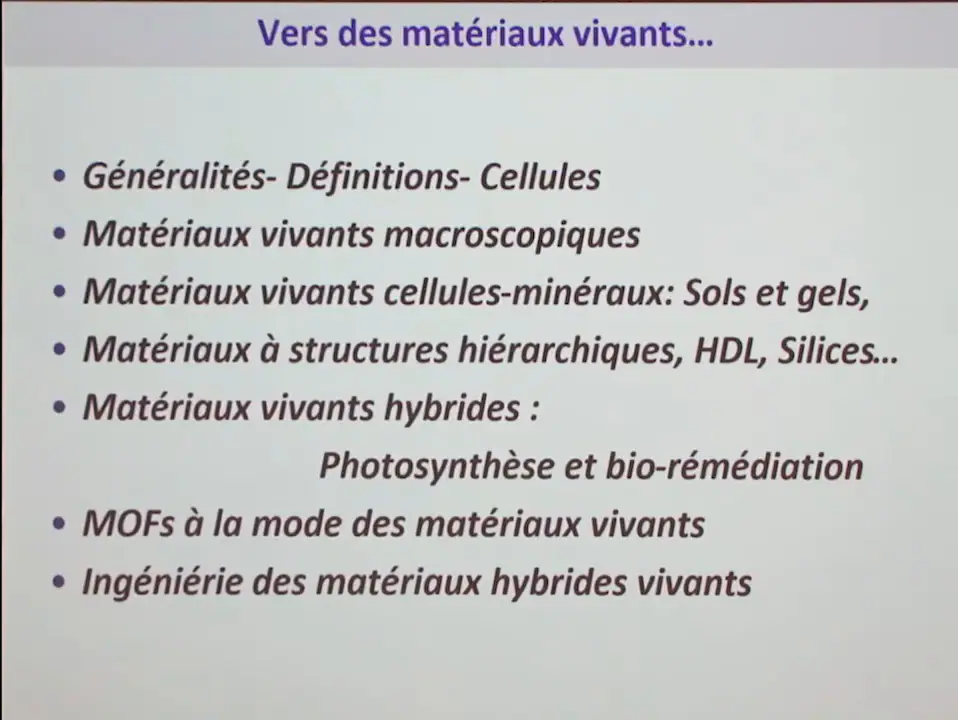 Vers des matériaux vivants...
• Généralités- Définitions- Cellules
• Matériaux vivants macroscopiques
• Matériaux vivants cellules-minéraux: Sols et gels,
• Matériaux à structures hiérarchiques, HDL, Silices...
• Matériaux vivants hybrides :
Photosynthèse et bio-rémédiation
• MOFs à la mode des matériaux vivants
• Ingéniérie des matériaux hybrides vivants